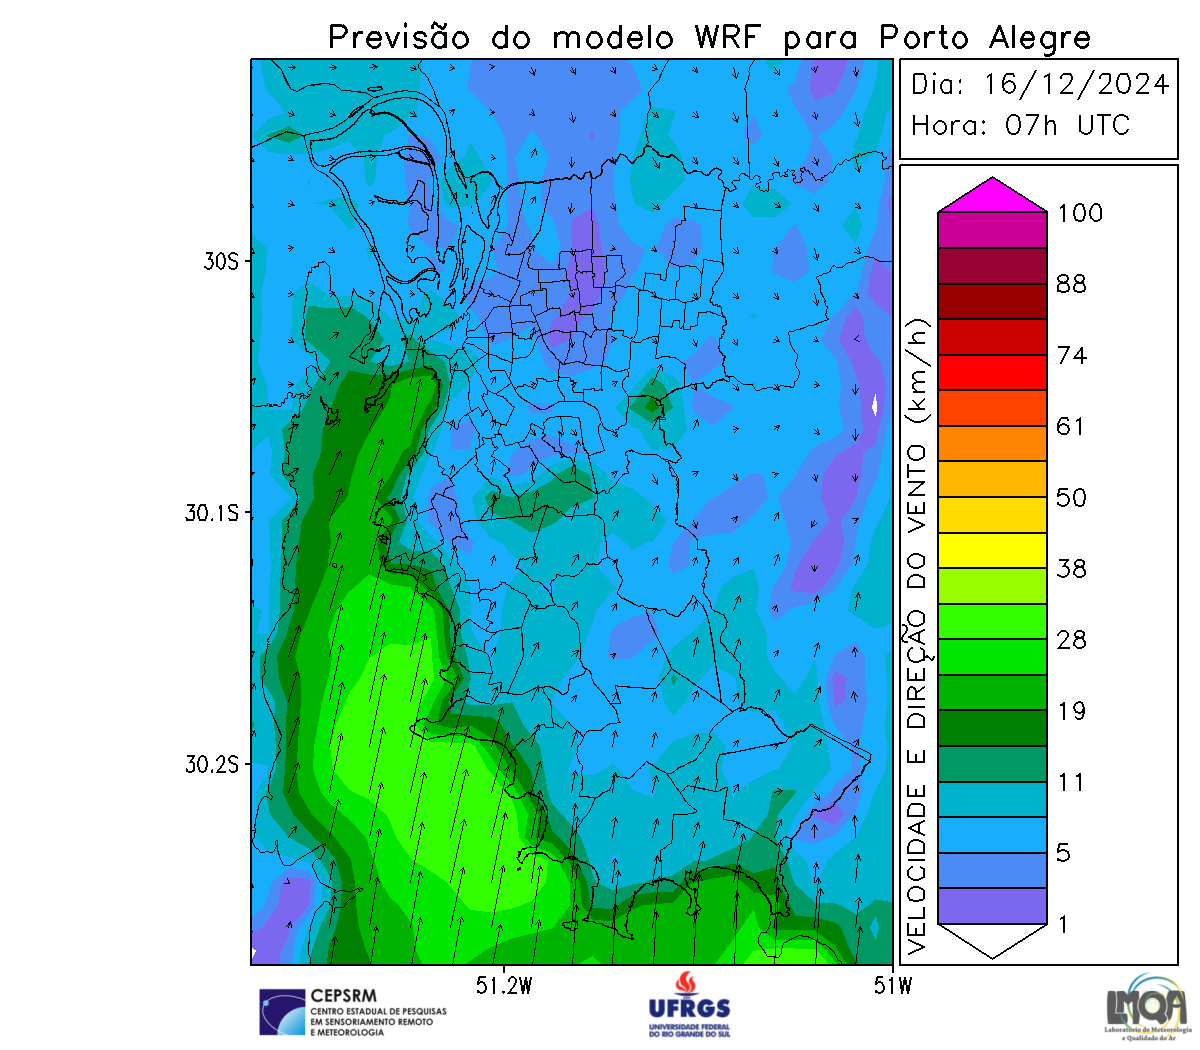 Previsão do modelo WRF para Porto Alegre
Dia: 16/12/2024
Hora: 07h UTC
100
88
74
61
50
38
28
19
11
5
1
VELOCIDADE E DIREÇÃO DO VENTO (km/h)
30S
30.1S
30.2S
51.2W
51W
CEPSRM
CENTRO ESTADUAL DE PESQUISAS
EM SENSORIAMENTO REMOTO
E METEOROLOGIA
UFRGS
UNIVERSIDADE FEDERAL
DO RIO GRANDE DO SUL
LMQA
Laboratório de Meteorologia
e Qualidade do Ar